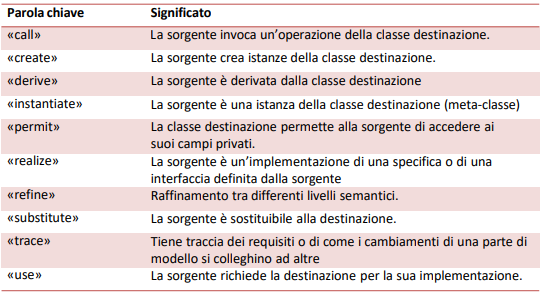 Parola chiave Significato
«call» La sorgente invoca un’operazione della classe destinazione.
«create» La sorgente crea istanze della classe destinazione.
«derive» La sorgente è derivata dalla classe destinazione
«instantiate» La sorgente è una istanza della classe destinazione (meta-classe)
«permit» La classe destinazione permette alla sorgente di accedere ai
suoi campi privati.
«realize» La sorgente è un’implementazione di una specifica o di una
interfaccia definita dalla sorgente
«refine» Raffinamento tra differenti livelli semantici.
«substitute» La sorgente è sostituibile alla destinazione.
«trace» Tiene traccia dei requisiti o di come i cambiamenti di una parte di
modello si colleghino ad altre
«use» La sorgente richiede la destinazione per la sua implementazione.